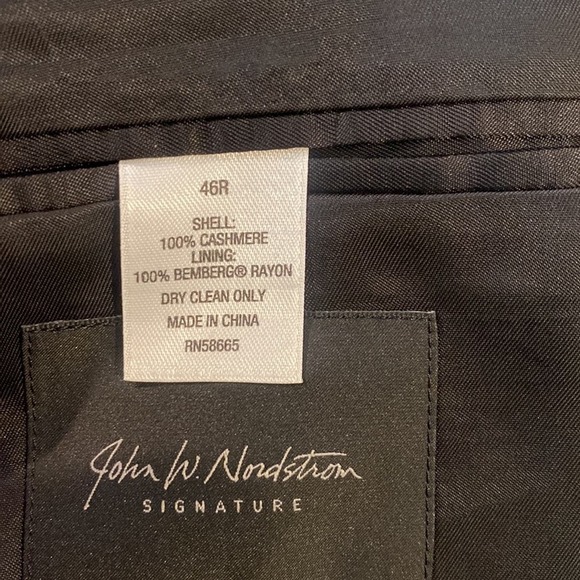 46R
SHELL:
100% CASHMERE
LINING:
100% BEMBERG® RAYON
DRY CLEAN ONLY
MADE IN CHINA
RN58665
John W. Nordstrom
SIGNATURE